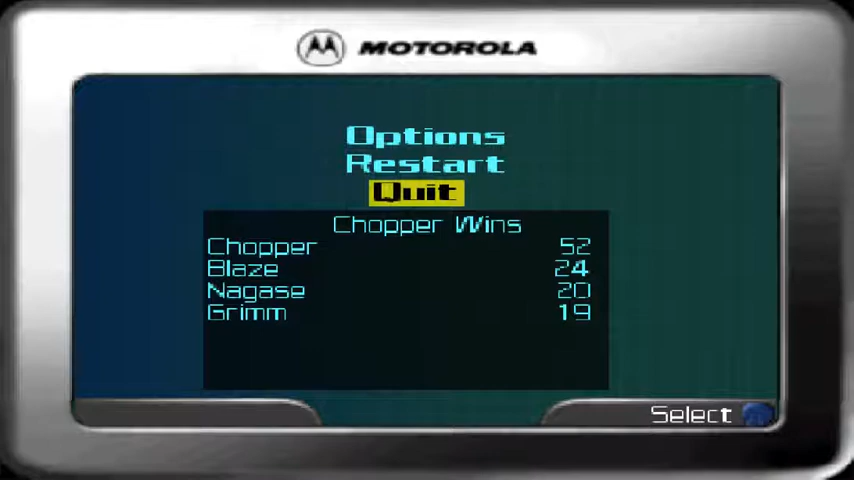 MOTOROLA
Options
Restart
Quit
Chopper Wins
Chopper 52
Blaze 24
Nagase 20
Grimm 19
Select